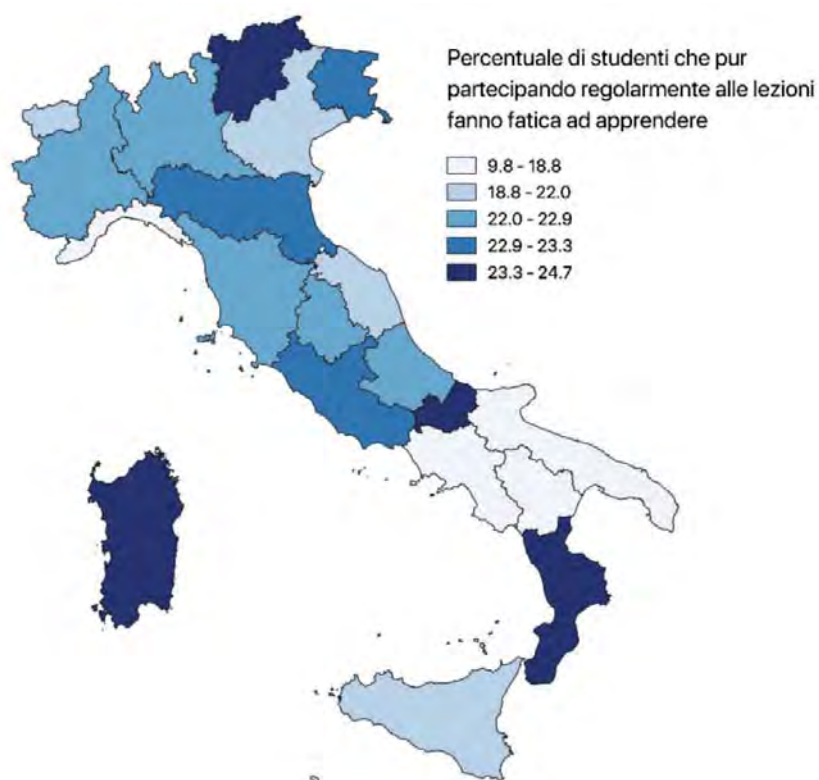 Percentuale di studenti che pur
partecipando regolarmente alle lezioni
fanno fatica ad apprendere
9.8 - 18.8
18.8 - 22.0
22.0 - 22.9
22.9 - 23.3
23.3 - 24.7